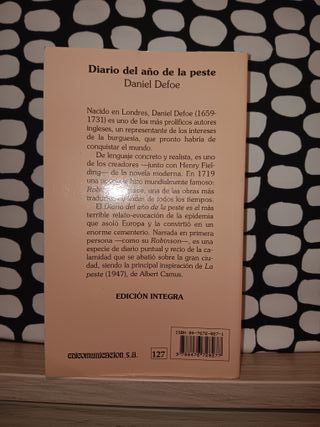 Diario del año de la peste
Daniel Defoe
Nacido en Londres, Daniel Defoe (1659-
1731) es uno de los más prolíficos autores
ingleses, un representante de los intereses
de la burguesía, que pronto habría de
conquistar el mundo.
De lenguaje concreto y realista, es uno
de los creadores —junto con Henry Fiel-
ding— de la novela moderna. En 1719
una mundialmente famoso:
una de las obras más
de todos los tiempos.
El Diario del año de la peste es el más
terrible relato-evocación de la epidemia
que asoló Europa y la convirtió en un
enorme cementerio. Narrada en primera
persona —como su Robinson—, es una
especie de diario puntual y recio de la ca-
lamidad que se abatió sobre la gran ciu-
dad, siendo la principal inspiración de La
peste (1947), de Albert Camus.
EDICIÓN INTEGRA
edicomunicación, s.a.
127